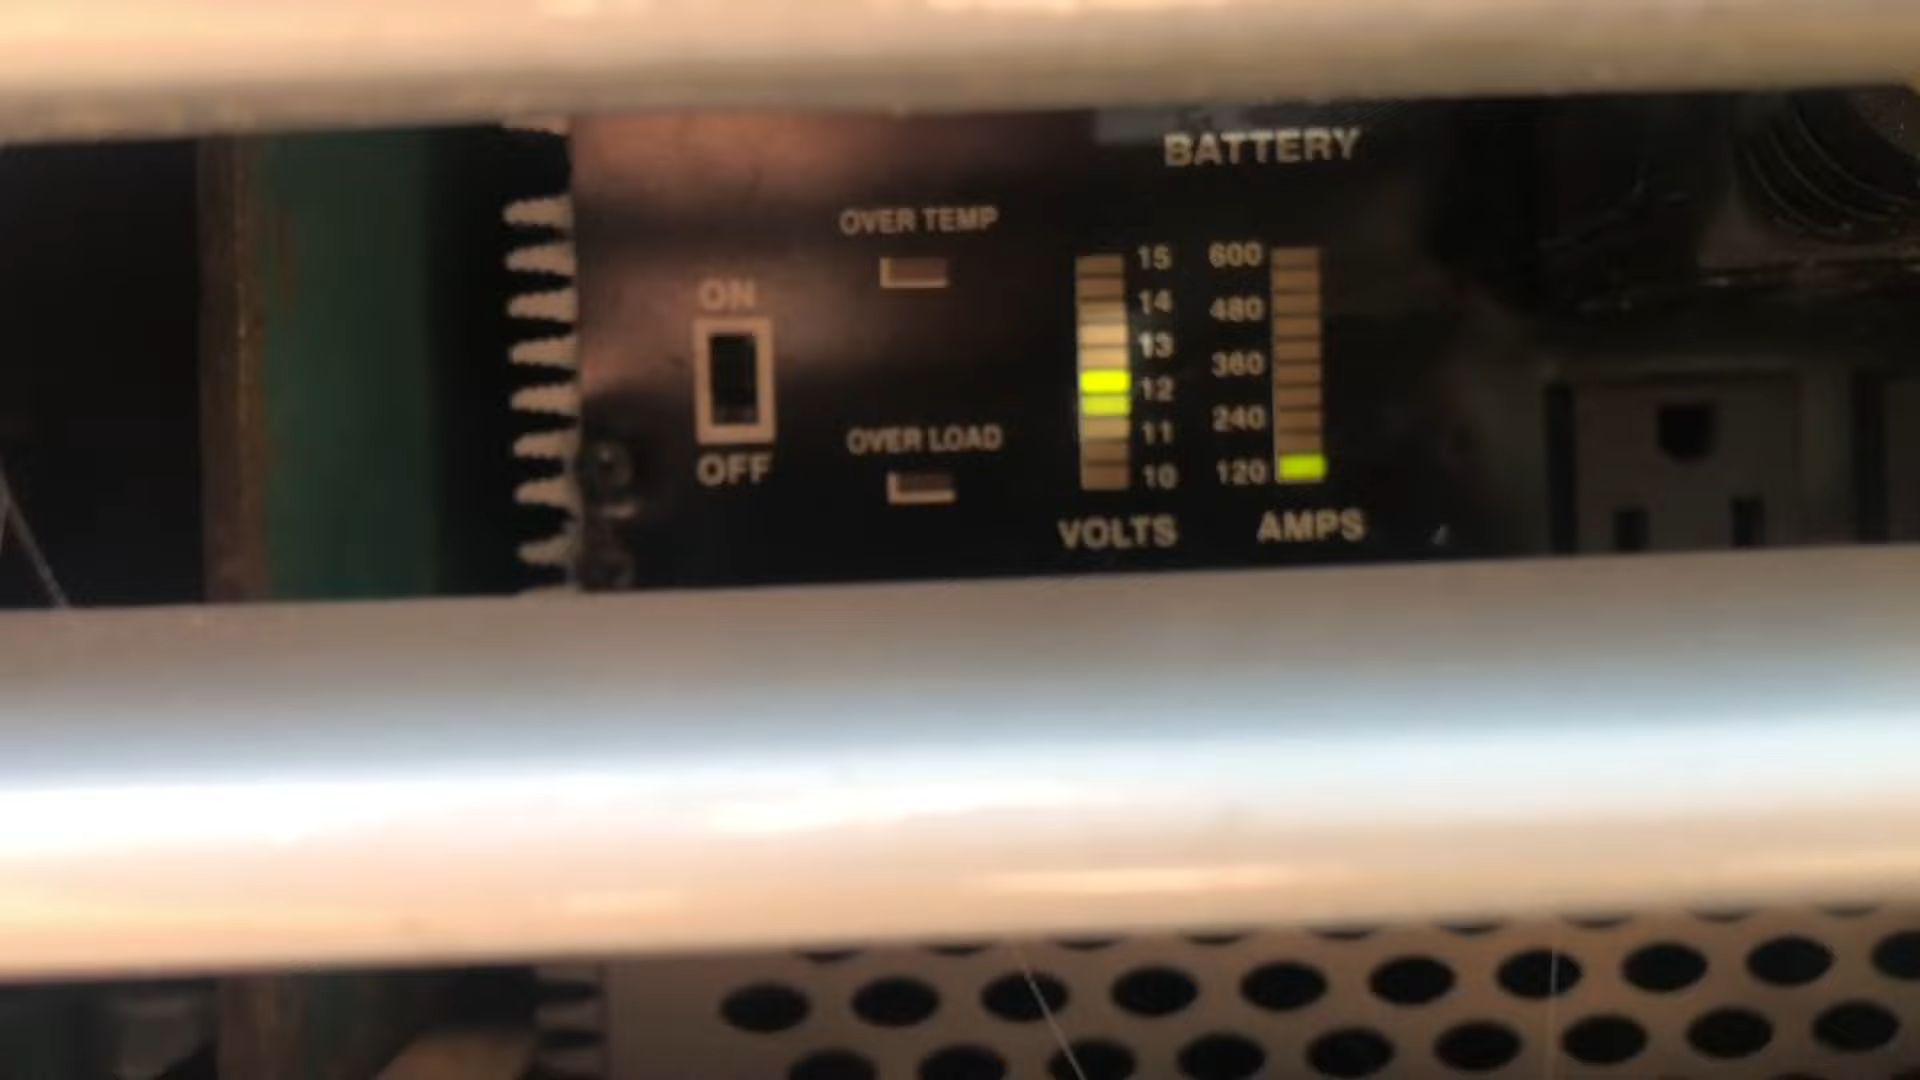 BATTERY
OVER TEMP
ON
OFF
OVER LOAD
15
14
13
12
11
10
VOLTS
600
480
360
240
120
AMPS